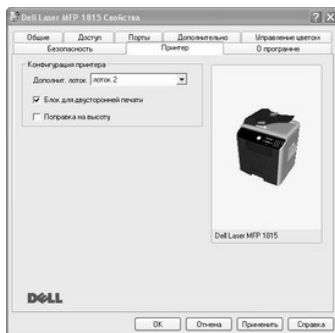 Dell Laser MFP 1815 Свойства
Общие Доступ Порты Дополнительно Управление цветом
Безопасность Принтер О программе
Конфигурация принтера
Дополнит. лоток лоток 2
Блок для двусторонней печати
Поправка на высоту
Dell Laser MFP 1815
DELL
OK Отмена Применить Справка